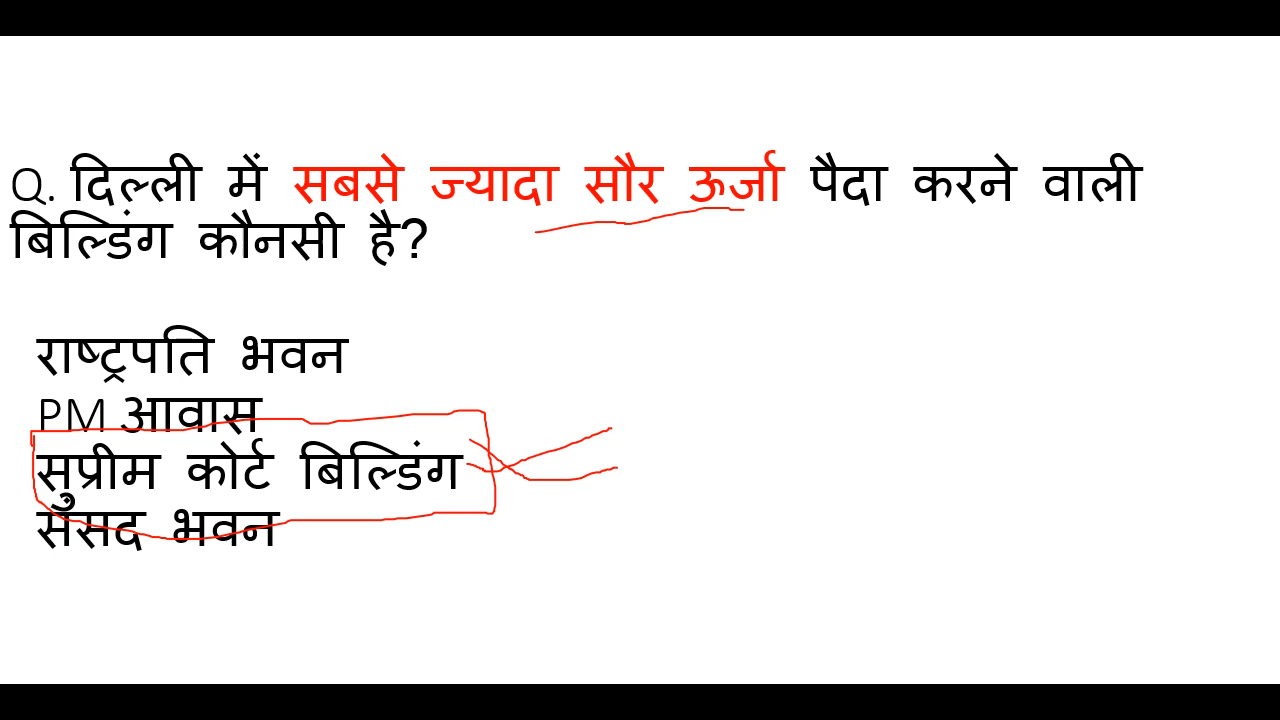 Q. दिल्ली में सबसे ज्यादा सौर ऊर्जा पैदा करने वाली
बिल्डिंग कौनसी है?
राष्ट्रपति भवन
PM आवास
सुप्रीम कोर्ट बिल्डिंग
संसद भवन